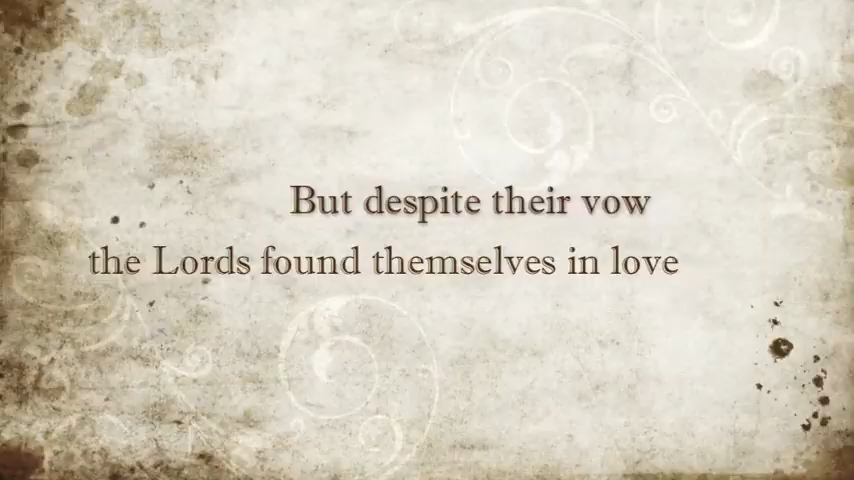 But despite their vow
the Lords found themselves in love